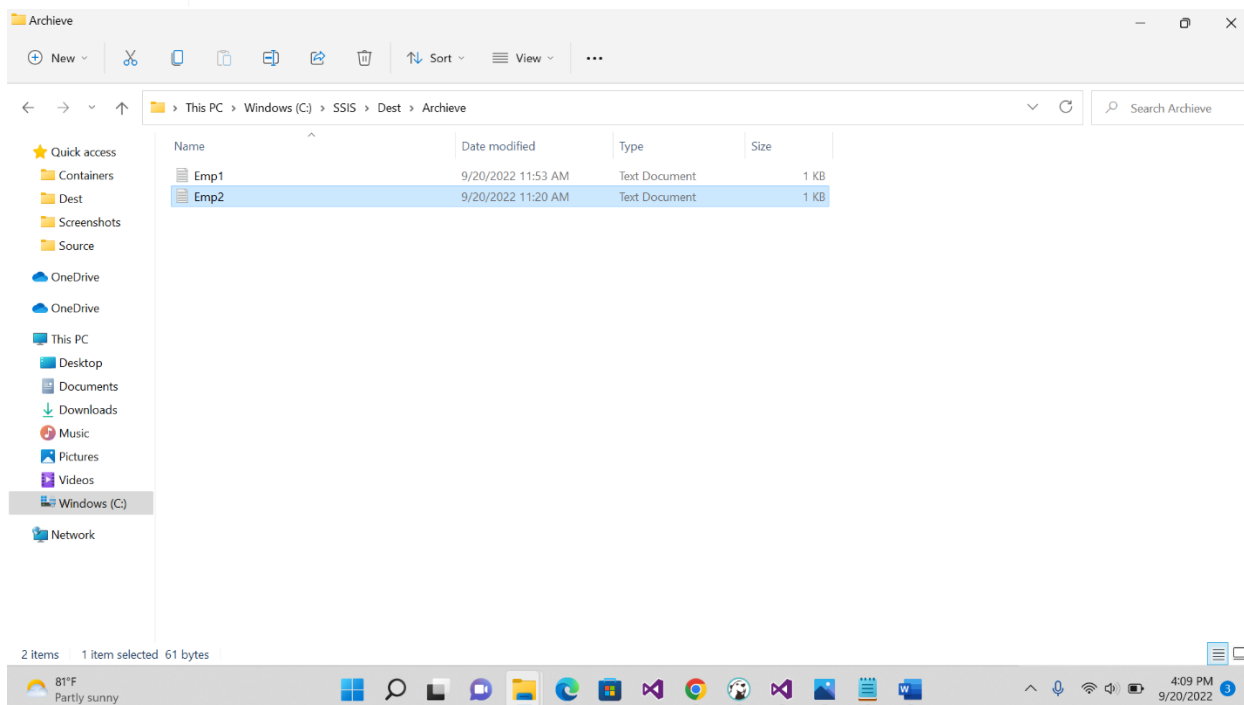 Archieve
New
Sort
View
This PC > Windows (C:) > SSIS > Dest > Archieve
Search Archieve
Name Date modified Type Size
Emp1 9/20/2022 11:53 AM Text Document 1 KB
Emp2 9/20/2022 11:20 AM Text Document 1 KB
Quick access
Containers
Dest
Screenshots
Source
OneDrive
OneDrive
This PC
Desktop
Documents
Downloads
Music
Pictures
Videos
Windows (C:)
Network
2 items 1 item selected 61 bytes
81°F
Partly sunny
4:09 PM
9/20/2022
3